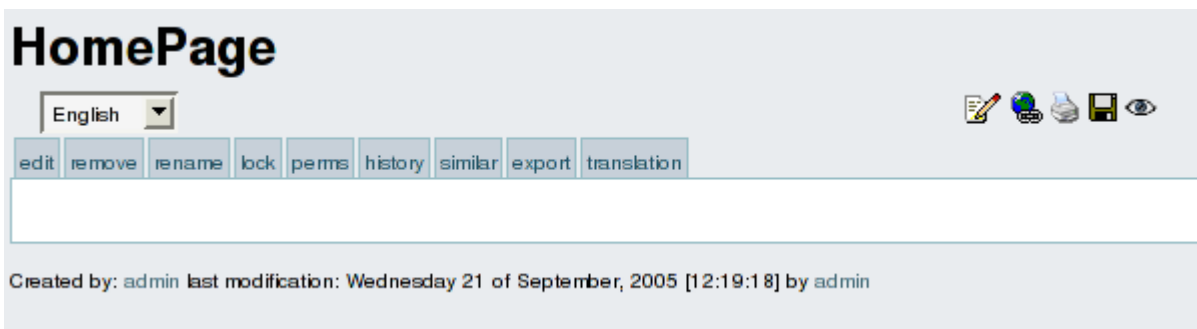 HomePage
English
edit remove rename lock perms history similar export translation
Created by: admin last modification: Wednesday 21 of September, 2005 [12:19:18] by admin